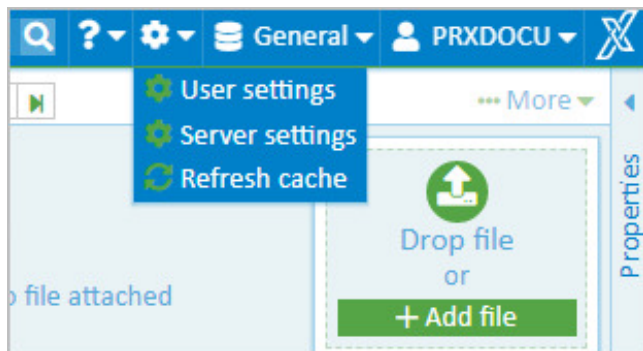 ? General PRXDOCU
User settings
Server settings
Refresh cache
••• More
Properties
Drop file
or
+ Add file
file attached